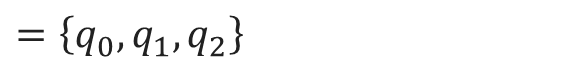 = {q₀, q₁, q₂}